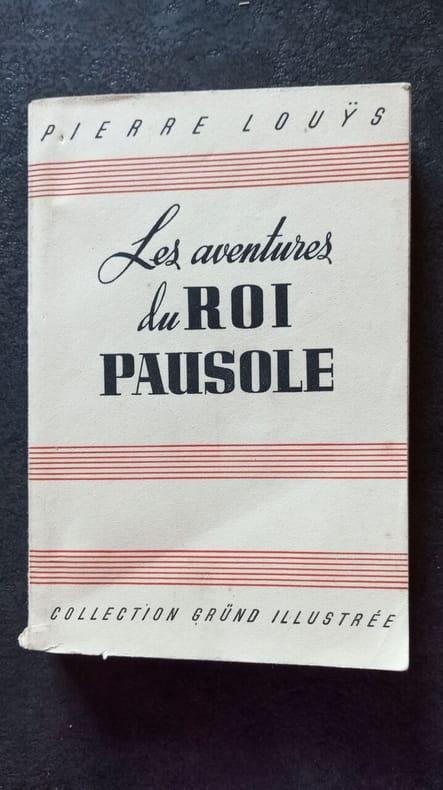 PIERRE LOUŸS
Les aventures
du ROI
PAUSOLE
COLLECTION GRÜND ILLUSTRÉE